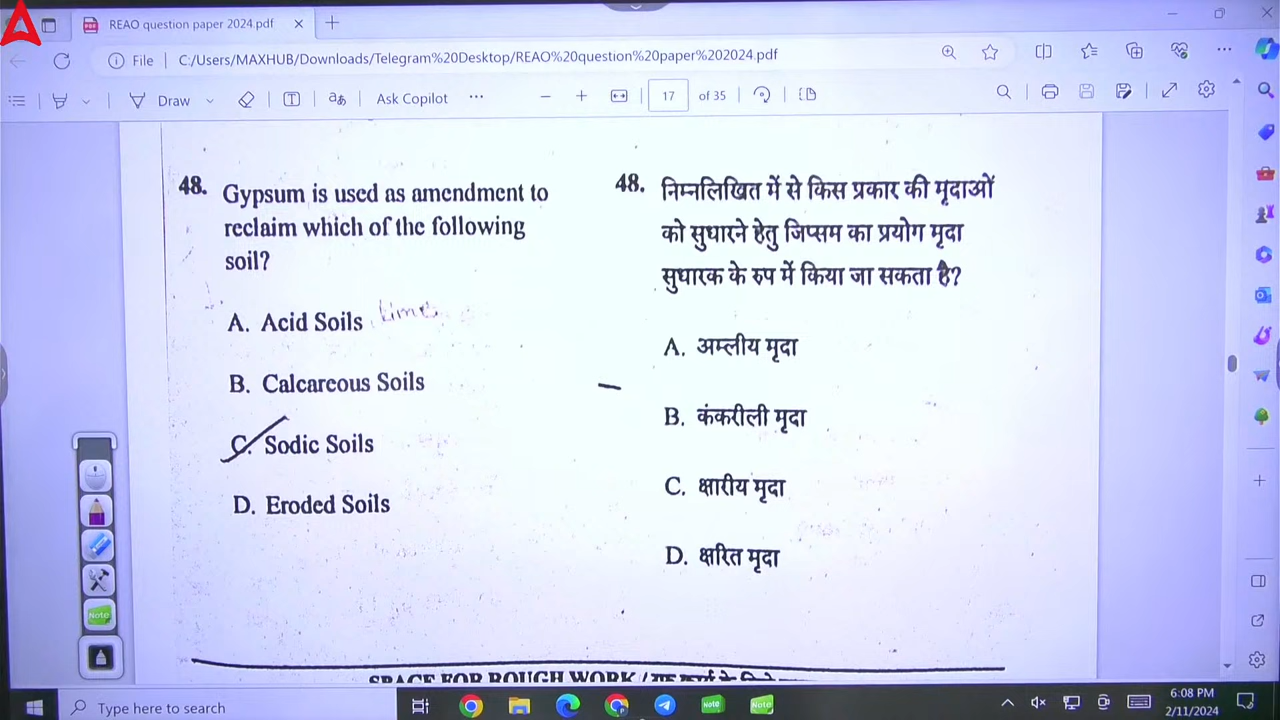 REAO question paper 2024.pdf
File
C:/Users/MAXHUB/Downloads/Telegram%20Desktop/REAO%20question%20paper%202024.pdf
Draw
Ask Copilot
17
of 35
48. Gypsum is used as amendment to
reclaim which of the following
soil?
A. Acid Soils lime
B. Calcareous Soils
C. Sodic Soils
D. Eroded Soils
48. निम्नलिखित में से किस प्रकार की मृदाओं
को सुधारने हेतु जिप्सम का प्रयोग मृदा
सुधारक के रुप में किया जा सकता है?
A. अम्लीय मृदा
B. कंकरीली मृदा
C. क्षारीय मृदा
D. क्षरित मृदा
SPACE FOR ROUGH WORK /
Note
Type here to search
Note
Note
6:08 PM
2/11/2024